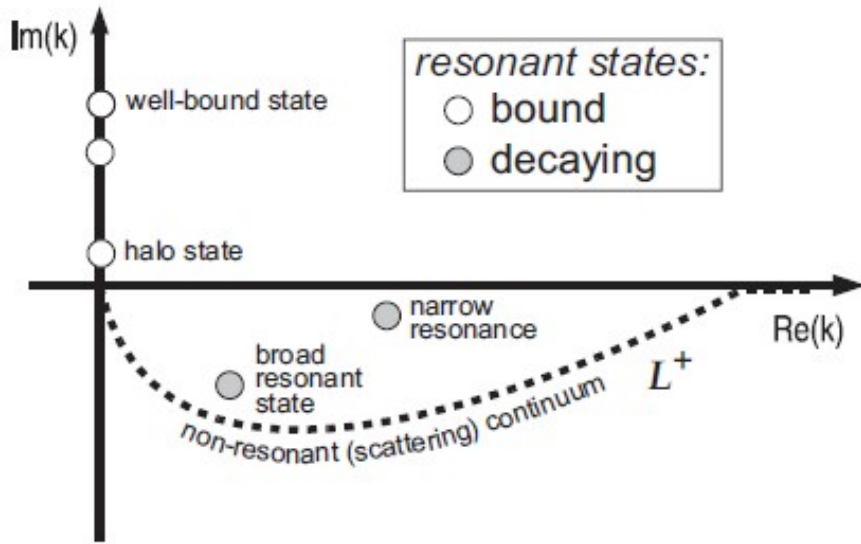 Im(k)
resonant states:
bound
decaying
well-bound state
halo state
narrow
resonance
Re(k)
broad
resonant
state
L+
non-resonant (scattering) continuum